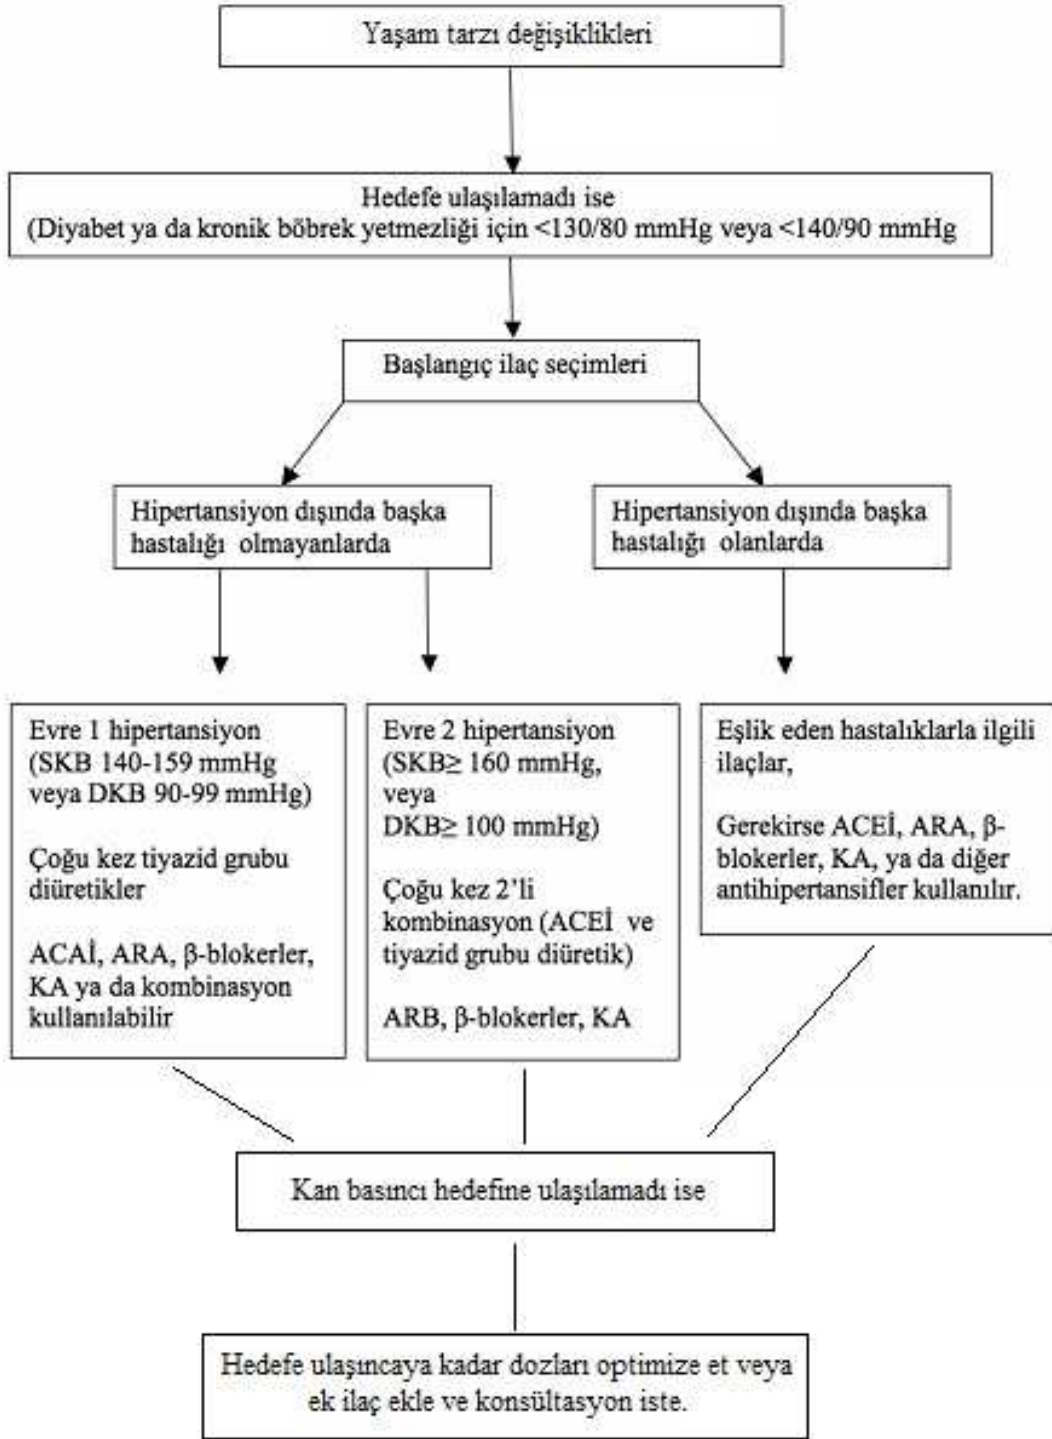 Yaşam tarzı değişiklikleri
Hedefe ulaşılamadı ise
(Diyabet ya da kronik böbrek yetmezliği için <130/80 mmHg veya <140/90 mmHg
Başlangıç ilaç seçimleri
Hipertansiyon dışında başka
hastalığı olmayanlarda
Hipertansiyon dışında başka
hastalığı olanlarda
Evre 1 hipertansiyon
(SKB 140-159 mmHg
veya DKB 90-99 mmHg)
Çoğu kez tiyazid grubu
diüretikler
ACAİ, ARA, β-blokerler,
KA ya da kombinasyon
kullanılabilir
Evre 2 hipertansiyon
(SKB≥ 160 mmHg,
veya
DKB≥ 100 mmHg)
Çoğu kez 2’li
kombinasyon (ACEİ ve
tiyazid grubu diüretik)
ARB, β-blokerler, KA
Eşlik eden hastalıklarla ilgili
ilaçlar,
Gerekirse ACEİ, ARA, β-
blokerler, KA, ya da diğer
antihipertansifler kullanılır.
Kan basıncı hedefine ulaşılamadı ise
Hedefe ulaşıncaya kadar dozları optimize et veya
ek ilaç ekle ve konsültasyon iste.